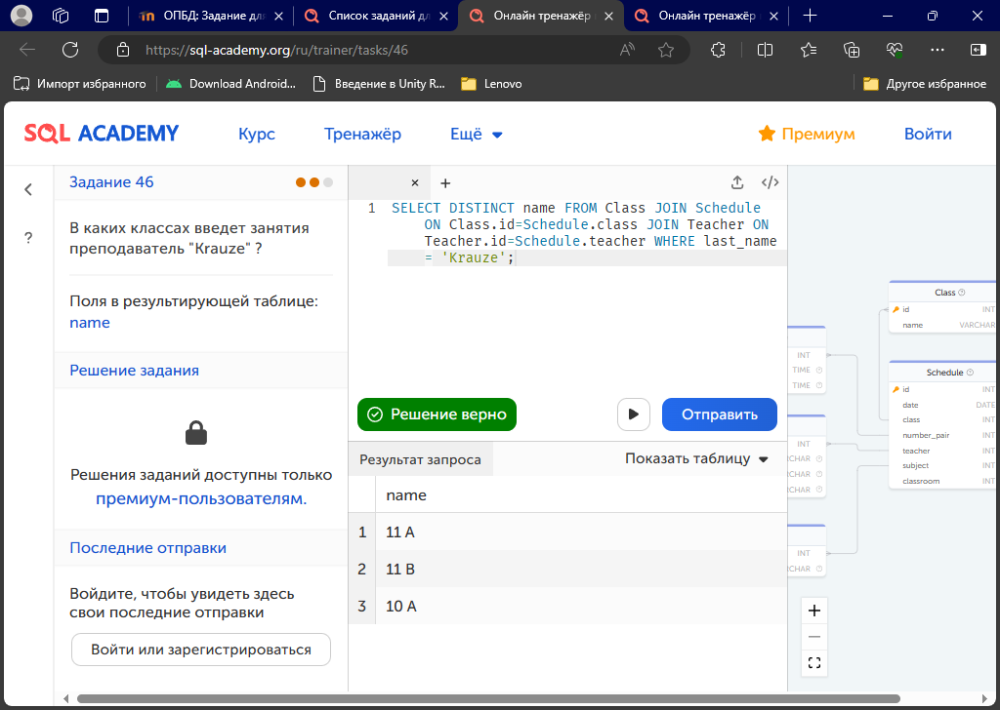 ОПБД: Задание дл
Список заданий дл
Онлайн тренажёр
Онлайн тренажёр
https://sql-academy.org/ru/trainer/tasks/46
Импорт избранного
Download Android...
Введение в Unity R...
Lenovo
Другое избранное
SQL ACADEMY
Курс
Тренажёр
Ещё
Премиум
Войти
Задание 46
В каких классах введет занятия
преподаватель "Krauze" ?
Поля в результирующей таблице:
name
Решение задания
Решения заданий доступны только
премиум-пользователям.
Последние отправки
Войдите, чтобы увидеть здесь
свои последние отправки
Войти или зарегистрироваться
?
1
SELECT DISTINCT name FROM Class JOIN Schedule
ON Class.id=Schedule.class JOIN Teacher ON
Teacher.id=Schedule.teacher WHERE last_name
= 'Krauze';
Решение верно
Отправить
Результат запроса
Показать таблицу
name
1 11 A
2 11 B
3 10 A
INT
TIME
TIME
INT
RCHAR
RCHAR
RCHAR
INT
RCHAR
Class
id INT
name VARCHAR
Schedule
id INT
date DATE
class INT
number_pair INT
teacher INT
subject INT
classroom INT